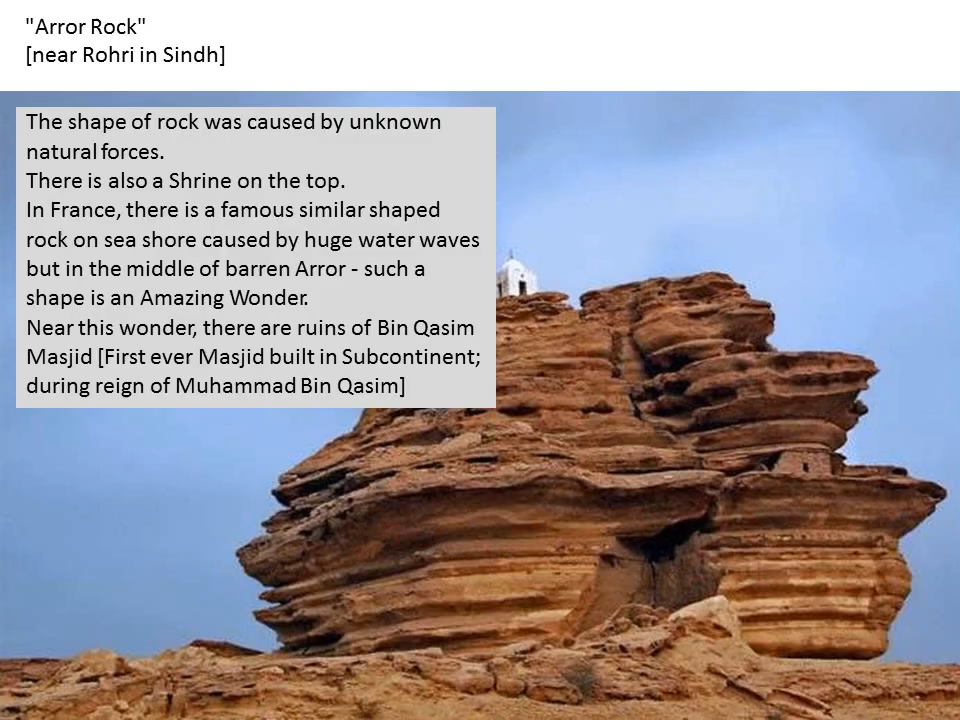 "Arror Rock"
[near Rohri in Sindh]
The shape of rock was caused by unknown
natural forces.
There is also a Shrine on the top.
In France, there is a famous similar shaped
rock on sea shore caused by huge water waves
but in the middle of barren Arror - such a
shape is an Amazing Wonder.
Near this wonder, there are ruins of Bin Qasim
Masjid [First ever Masjid built in Subcontinent;
during reign of Muhammad Bin Qasim]